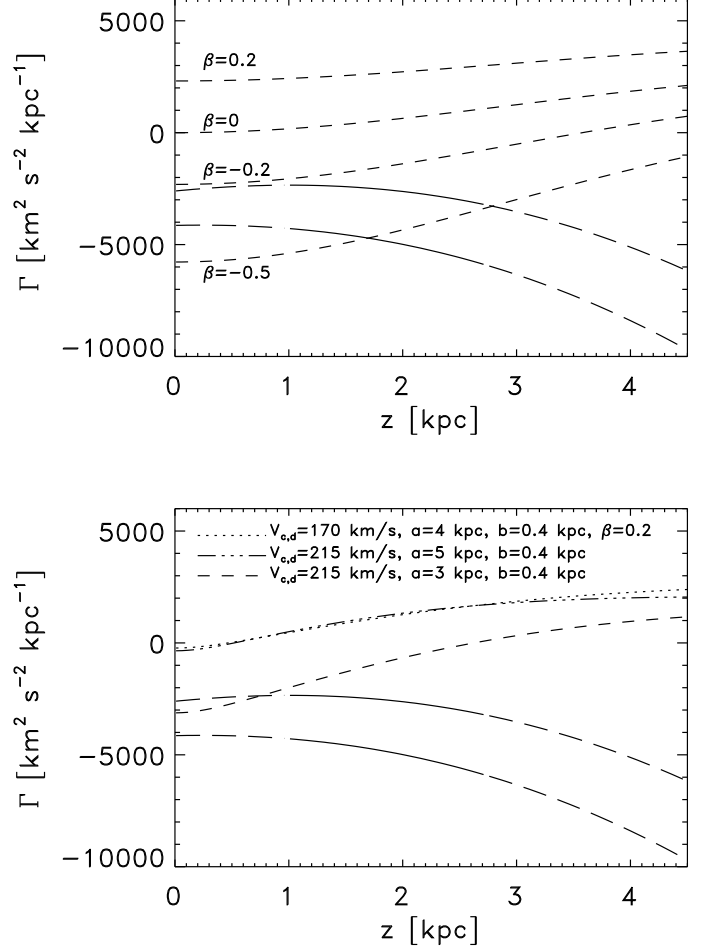 5000
0
−5000
−10000
Γ [km² s⁻² kpc⁻¹]
β=0.2
β=0
β=−0.2
β=−0.5
0 1 2 3 4
z [kpc]
5000
0
−5000
−10000
Γ [km² s⁻² kpc⁻¹]
V_c,d=170 km/s, a=4 kpc, b=0.4 kpc, β=0.2
V_c,d=215 km/s, a=5 kpc, b=0.4 kpc
V_c,d=215 km/s, a=3 kpc, b=0.4 kpc
0 1 2 3 4
z [kpc]